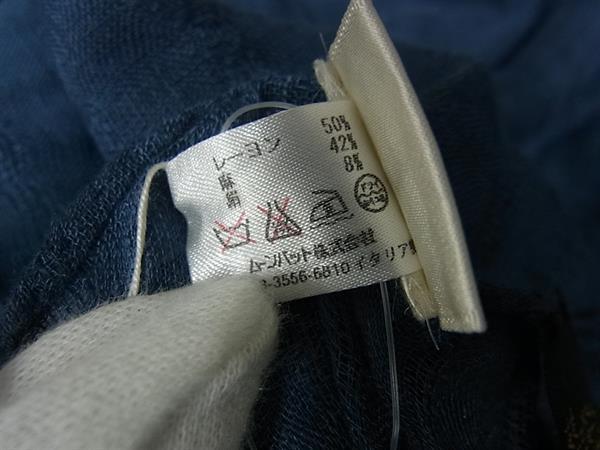 レーヨン 50%
麻 42%
絹 8%
ムーンバット株式会社
3-3556-6810 イタリア製